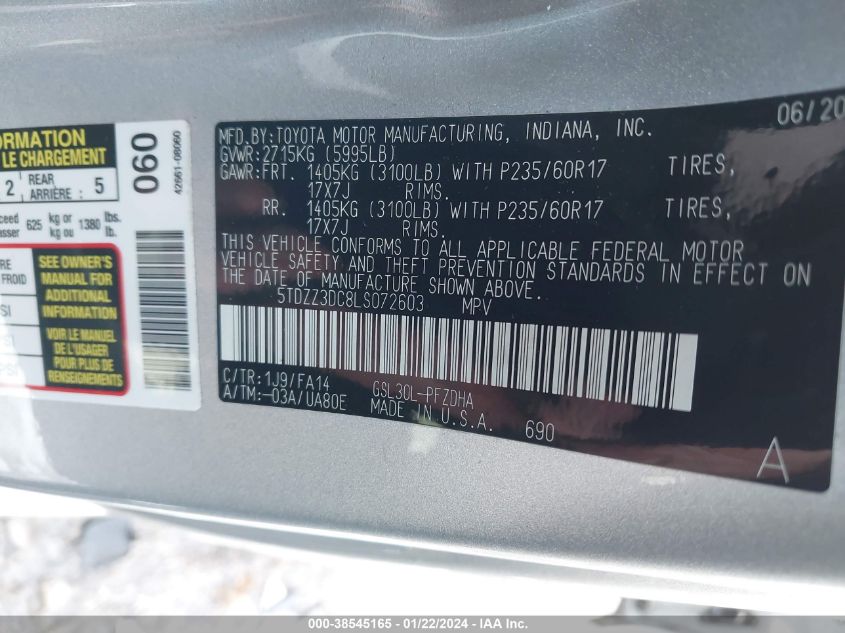 06/20
MFD.BY:TOYOTA MOTOR MANUFACTURING, INDIANA, INC.
GVWR:2715KG (5995LB)
GAWR:FRT. 1405KG (3100LB) WITH P235/60R17 TIRES,
17X7J RIMS.
RR. 1405KG (3100LB) WITH P235/60R17 TIRES,
17X7J RIMS.
THIS VEHICLE CONFORMS TO ALL APPLICABLE FEDERAL MOTOR
VEHICLE SAFETY AND THEFT PREVENTION STANDARDS IN EFFECT ON
THE DATE OF MANUFACTURE SHOWN ABOVE.
5TDZZ3DC8LS072603 MPV
C/TR:1J9/FA14 GSL30L-PFZDHA
A/TM:-03A/UA80E MADE IN U.S.A. 690
A
ORMATION
LE CHARGEMENT
2 REAR ARRIÈRE : 5
625 kg or kg ou 1380 lbs. lb.
FROID
SEE OWNER'S
MANUAL FOR
ADDITIONAL
INFORMATION
VOIR LE MANUEL
DE L'USAGER
POUR PLUS DE
RENSEIGNEMENTS
060
42661-08060
000-38545165 - 01/22/2024 - IAA Inc.